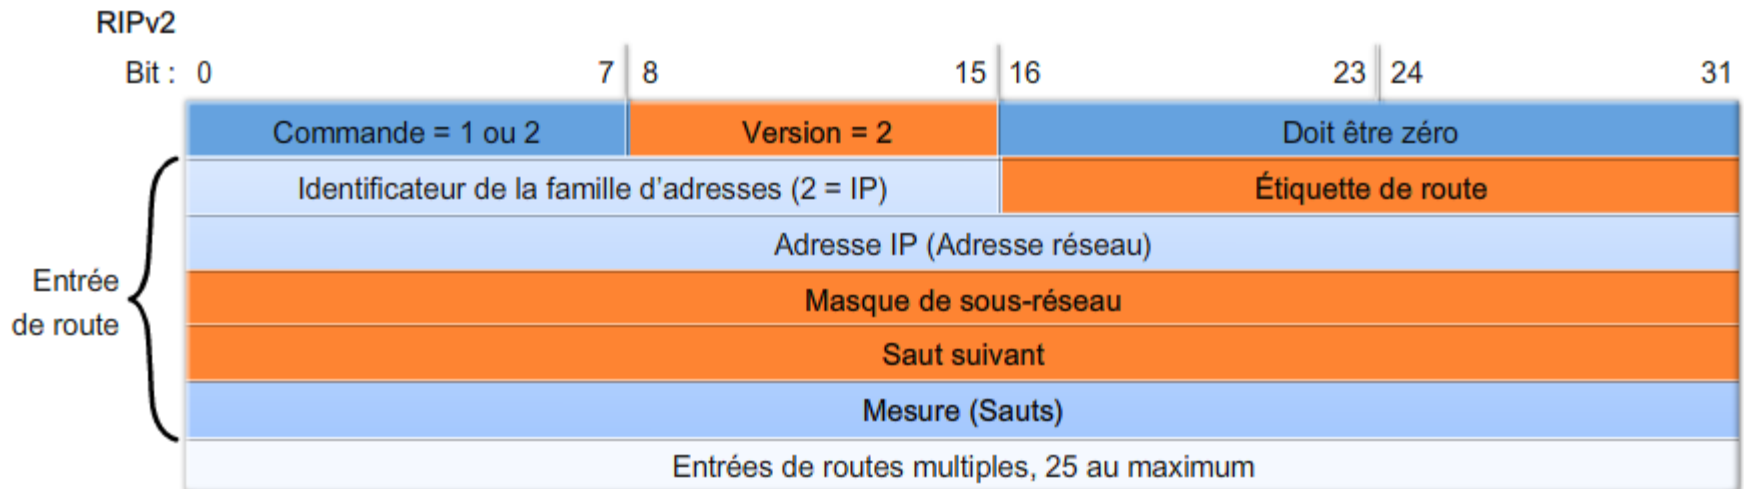 RIPv2
Bit : 0 7 8 15 16 23 24 31
Commande = 1 ou 2 Version = 2 Doit être zéro
Identificateur de la famille d’adresses (2 = IP) Étiquette de route
Adresse IP (Adresse réseau)
Entrée
de route
Masque de sous-réseau
Saut suivant
Mesure (Sauts)
Entrées de routes multiples, 25 au maximum